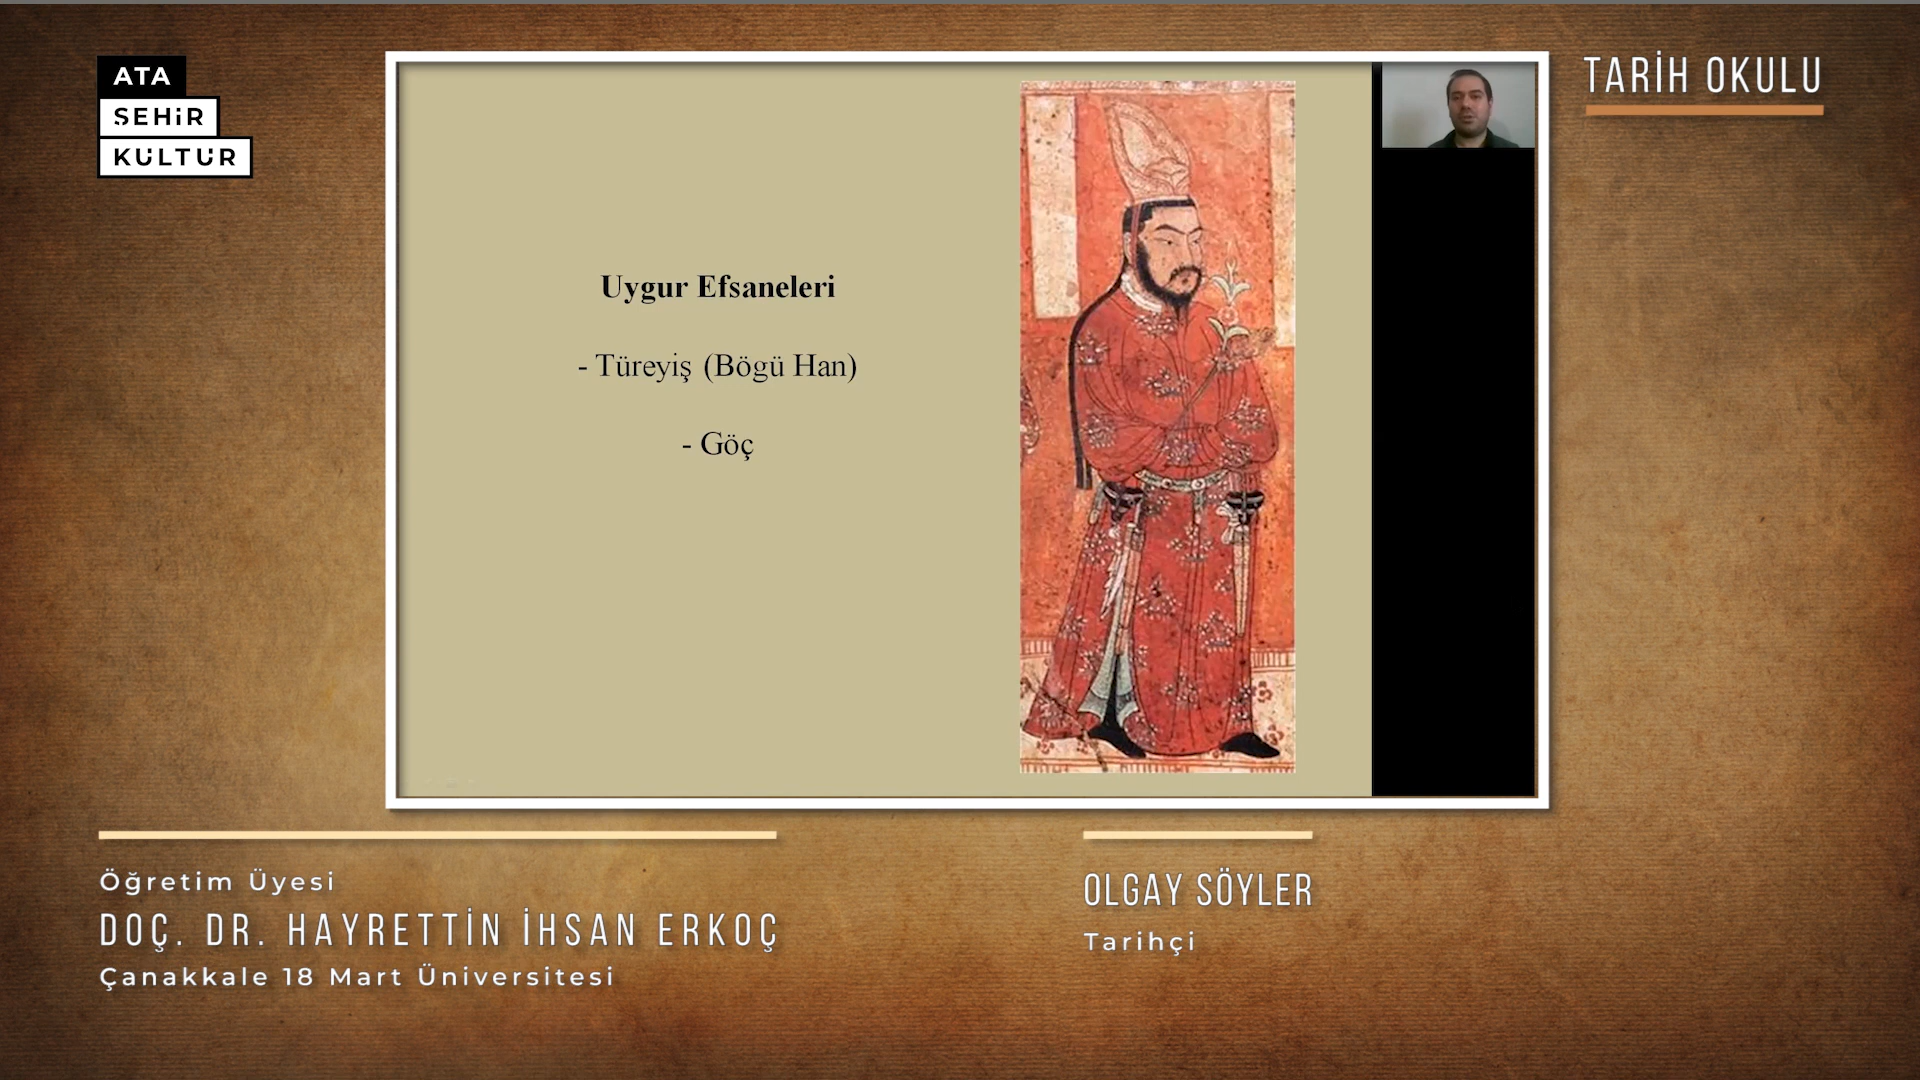 ATA
ŞEHİR
KÜLTÜR
TARİH OKULU
Uygur Efsaneleri
- Türeyiş (Bögü Han)
- Göç
Öğretim Üyesi
DOÇ. DR. HAYRETTİN İHSAN ERKOÇ
Çanakkale 18 Mart Üniversitesi
OLGAY SÖYLER
Tarihçi